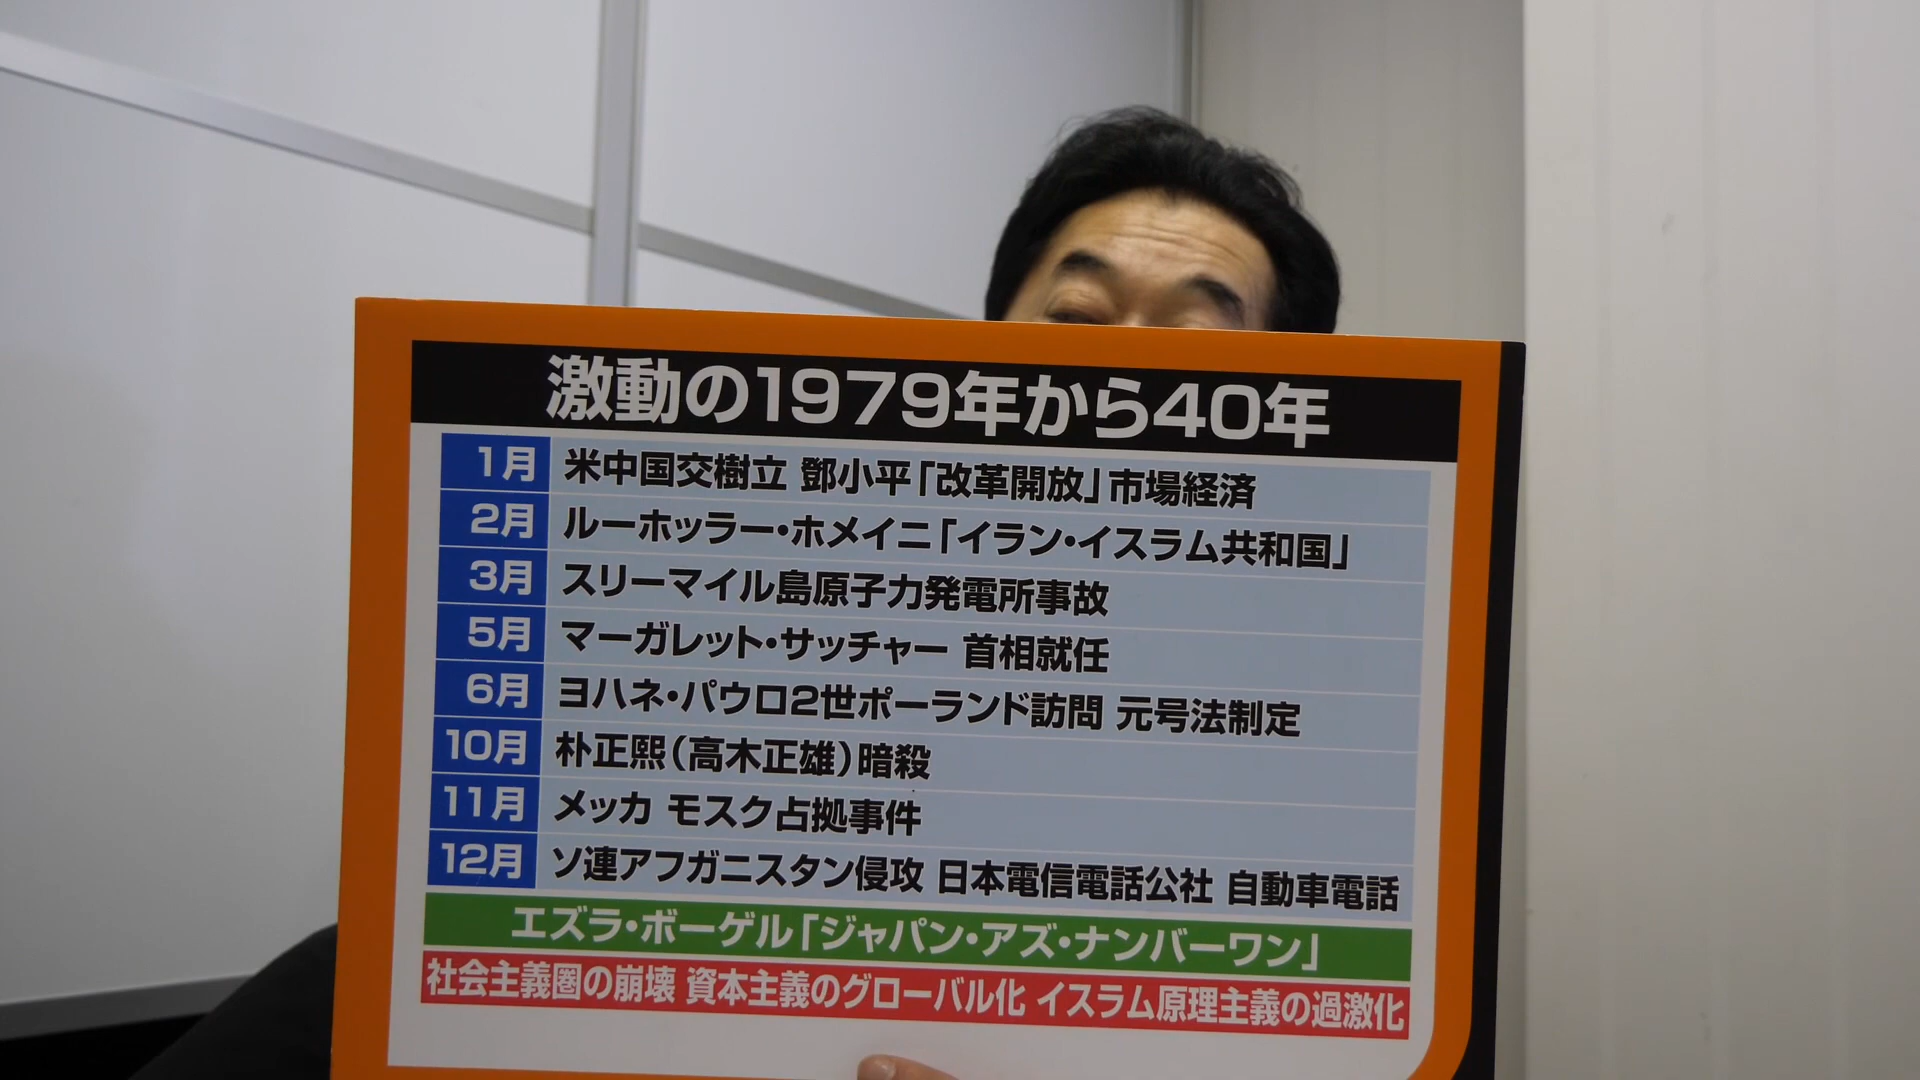 激動の1979年から40年
1月 米中国交樹立 鄧小平「改革開放」市場経済
2月 ルーホッラー・ホメイニ「イラン・イスラム共和国」
3月 スリーマイル島原子力発電所事故
5月 マーガレット・サッチャー 首相就任
6月 ヨハネ・パウロ2世ポーランド訪問 元号法制定
10月 朴正熙(高木正雄)暗殺
11月 メッカ モスク占拠事件
12月 ソ連アフガニスタン侵攻 日本電信電話公社 自動車電話
エズラ・ボーゲル「ジャパン・アズ・ナンバーワン」
社会主義圏の崩壊 資本主義のグローバル化 イスラム原理主義の過激化